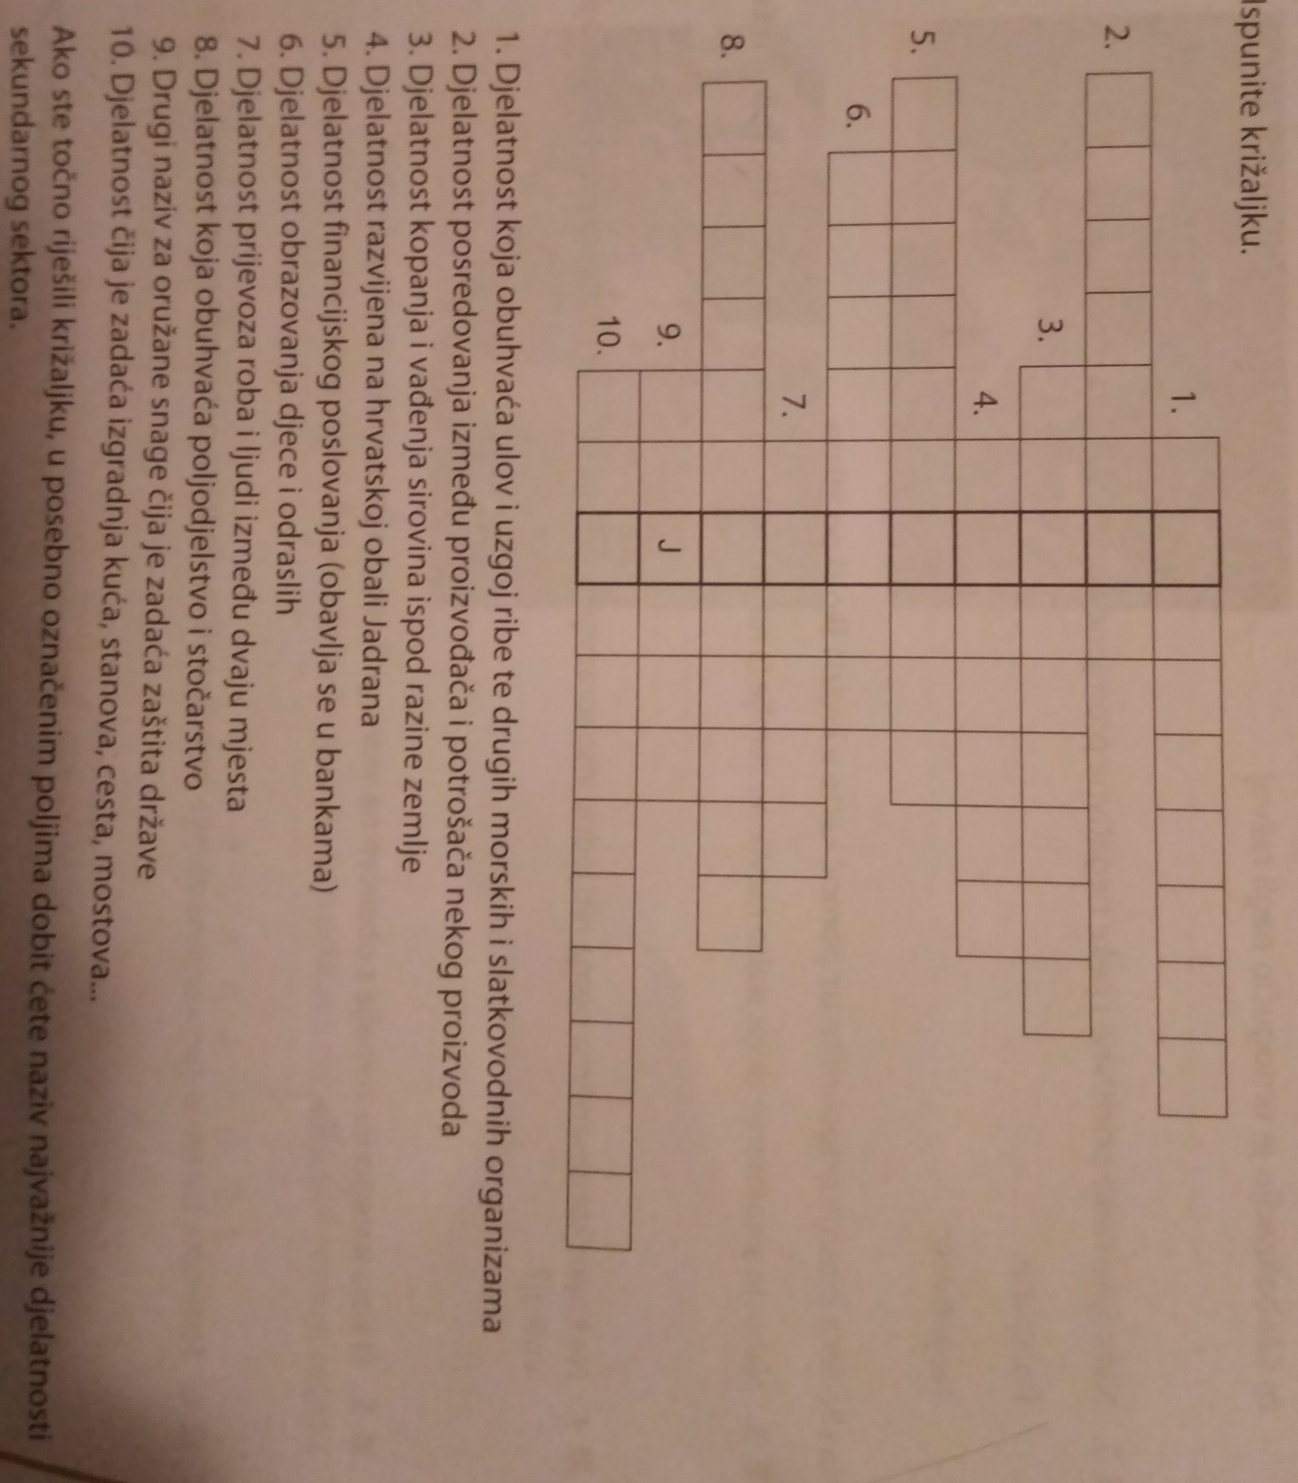 Ispunite križaljku.
1.
2.
3.
4.
5.
6.
7.
8.
9.
J
10.
1. Djelatnost koja obuhvaća ulov i uzgoj ribe te drugih morskih i slatkovodnih organizama
2. Djelatnost posredovanja između proizvođača i potrošača nekog proizvoda
3. Djelatnost kopanja i vađenja sirovina ispod razine zemlje
4. Djelatnost razvijena na hrvatskoj obali Jadrana
5. Djelatnost financijskog poslovanja (obavlja se u bankama)
6. Djelatnost obrazovanja djece i odraslih
7. Djelatnost prijevoza roba i ljudi između dvaju mjesta
8. Djelatnost koja obuhvaća poljodjelstvo i stočarstvo
9. Drugi naziv za oružane snage čija je zadaća zaštita države
10. Djelatnost čija je zadaća izgradnja kuća, stanova, cesta, mostova...
Ako ste točno riješili križaljku, u posebno označenim poljima dobit ćete naziv najvažnije djelatnosti
sekundarnog sektora.